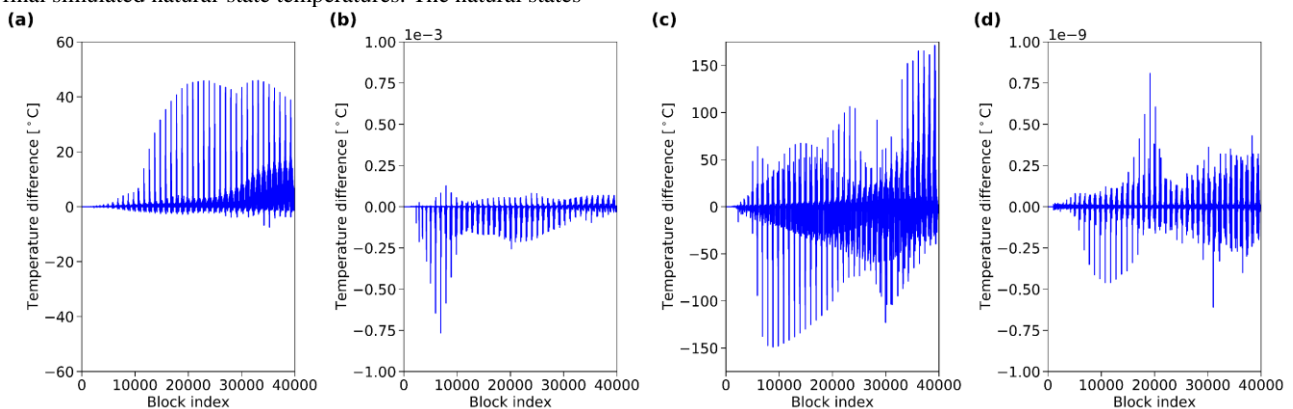 simulated natural-state temperatures. The natural states
(a) (b) (c) (d)
1e-3 1e-9
60 1.00 150 1.00
40 0.75 100 0.75
20 0.50 50 0.50
0 0.25 0 0.25
−20 0.00 −50 0.00
−40 −0.25 −100 −0.25
−60 −0.50 −150 −0.50
−0.75 −0.75
−1.00 −1.00
Temperature difference [°C] Temperature difference [°C] Temperature difference [°C] Temperature difference [°C]
0 10000 20000 30000 40000 0 10000 20000 30000 40000 0 10000 20000 30000 40000 0 10000 20000 30000 40000
Block index Block index Block index Block index